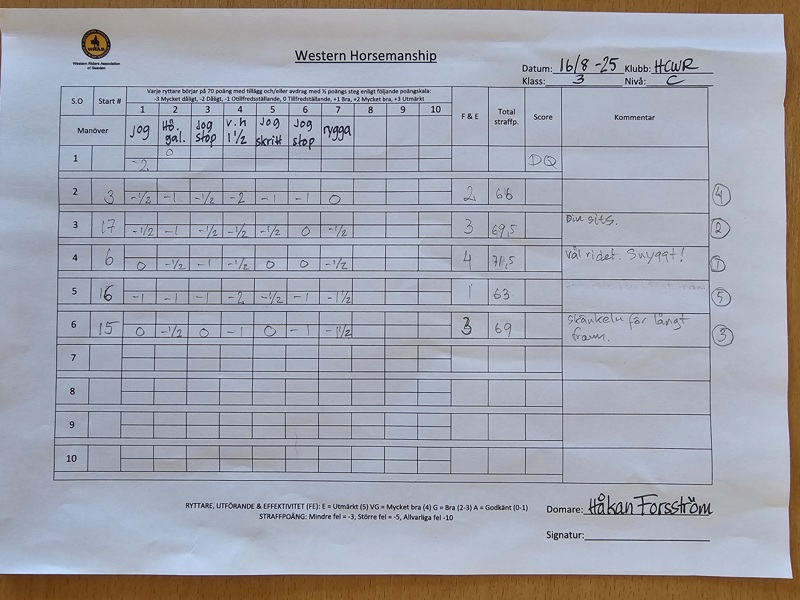 WRAS
Western Riders Association
of Sweden
Western Horsemanship
Datum: 16/8 -25 Klubb: HCWR
Klass: 3 Nivå: C
S.O Start # Varje ryttare börjar på 70 poäng med tillägg och/eller avdrag med ½ poängs steg enligt följande poängskala:
-3 Mycket dåligt, -2 Dåligt, -1 Otillfredsställande, 0 Tillfredställande, +1 Bra, +2 Mycket bra, +3 Utmärkt
1 2 3 4 5 6 7 8 9 10 F & E Total straffp. Score Kommentar
Manöver jog Hö. gal. jog stop v.h 1½ jog skritt jog stop rygga
1 -2 0 DQ
2 3 -½ -1 -½ -2 -1 -1 0 2 66 4
3 17 -½ -1 -½ -½ -½ 0 -½ 3 69,5 sits. 2
4 6 0 -½ -1 -½ 0 0 -½ 4 71,5 väl ridet. Snyggt! 1
5 16 -1 -1 -1 -2 -½ -1 -1½ 1 63 5
6 15 0 -½ 0 -1 0 -1 -1½ 3 69 skänkeln för långt
fram. 3
7
8
9
10
RYTTARE, UTFÖRANDE & EFFEKTIVITET (FE): E = Utmärkt (5) VG = Mycket bra (4) G = Bra (2-3) A = Godkänt (0-1)
STRAFFPOÄNG: Mindre fel = -3, Större fel = -5, Allvarliga fel -10
Domare: Håkan Forsström
Signatur: